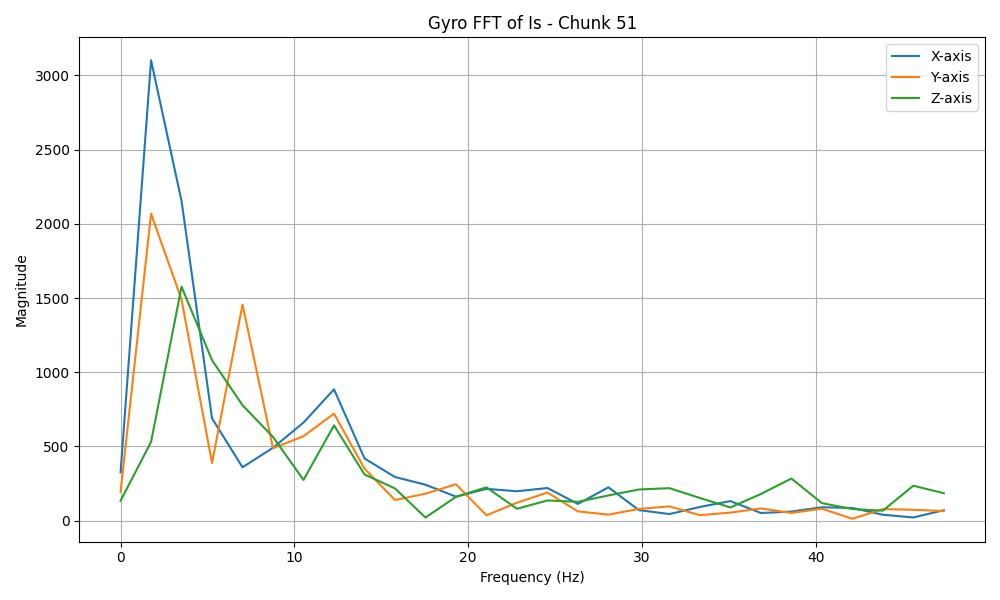 Gyro FFT of Is - Chunk 51
X-axis
Y-axis
Z-axis
Magnitude
3000
2500
2000
1500
1000
500
0
0 10 20 30 40
Frequency (Hz)